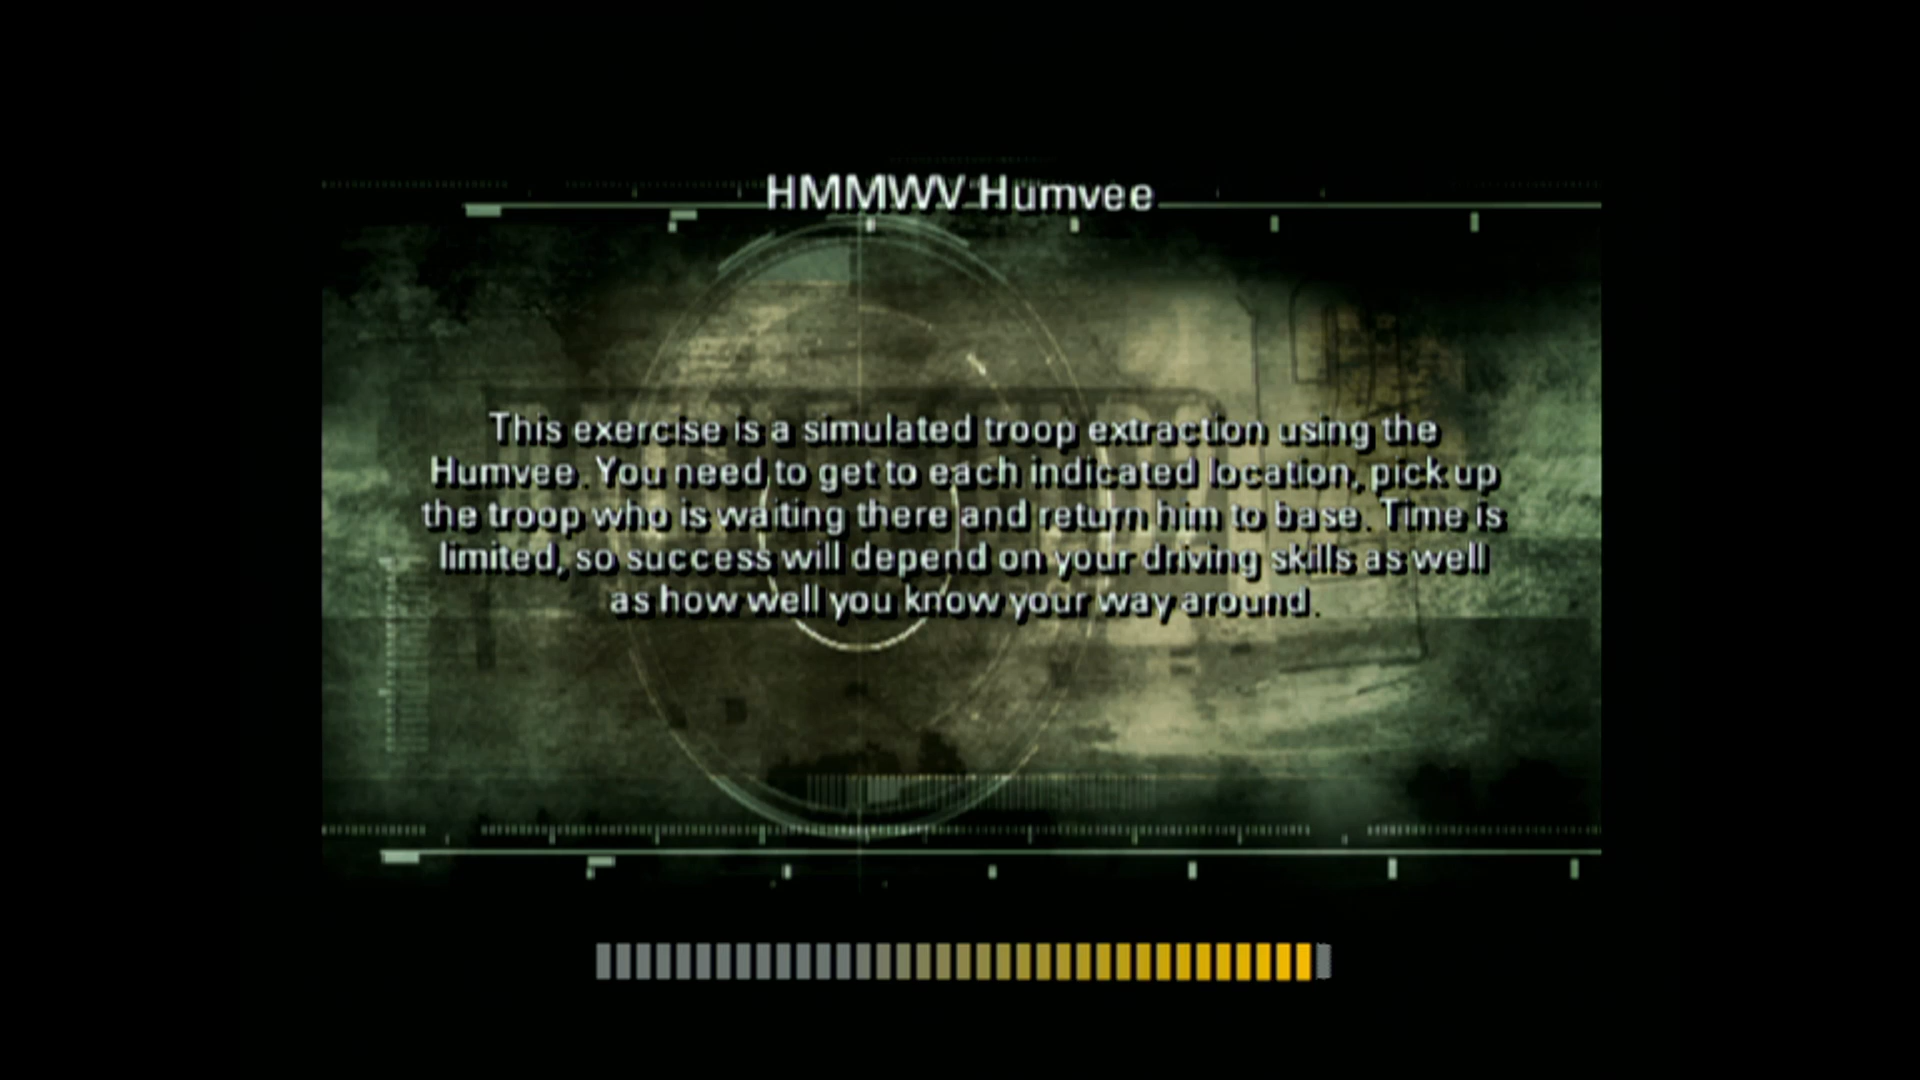 HMMWV Humvee
This exercise is a simulated troop extraction using the
Humvee. You need to get to each indicated location, pick up
the troop who is waiting there and return him to base. Time is
limited, so success will depend on your driving skills as well
as how well you know your way around.